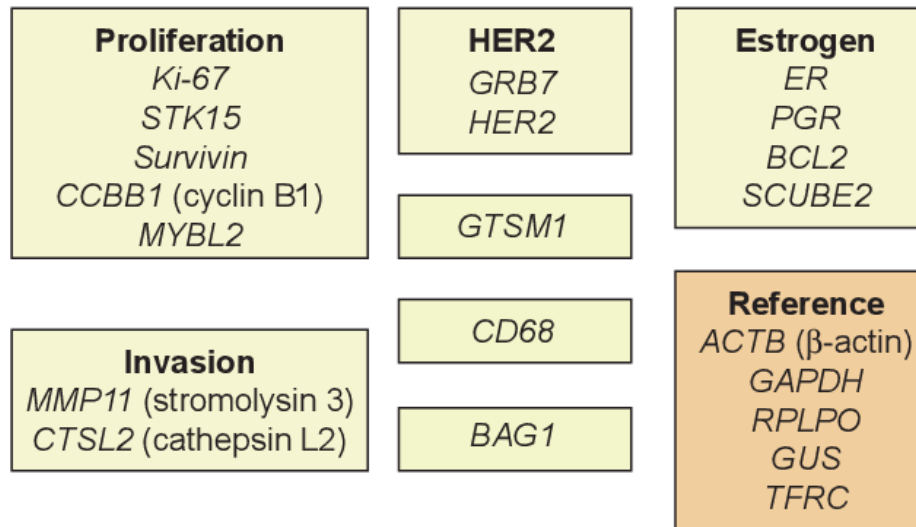 Proliferation
Ki-67
STK15
Survivin
CCBB1 (cyclin B1)
MYBL2
Invasion
MMP11 (stromolysin 3)
CTSL2 (cathepsin L2)
HER2
GRB7
HER2
GTSM1
CD68
BAG1
Estrogen
ER
PGR
BCL2
SCUBE2
Reference
ACTB (β-actin)
GAPDH
RPLPO
GUS
TFRC